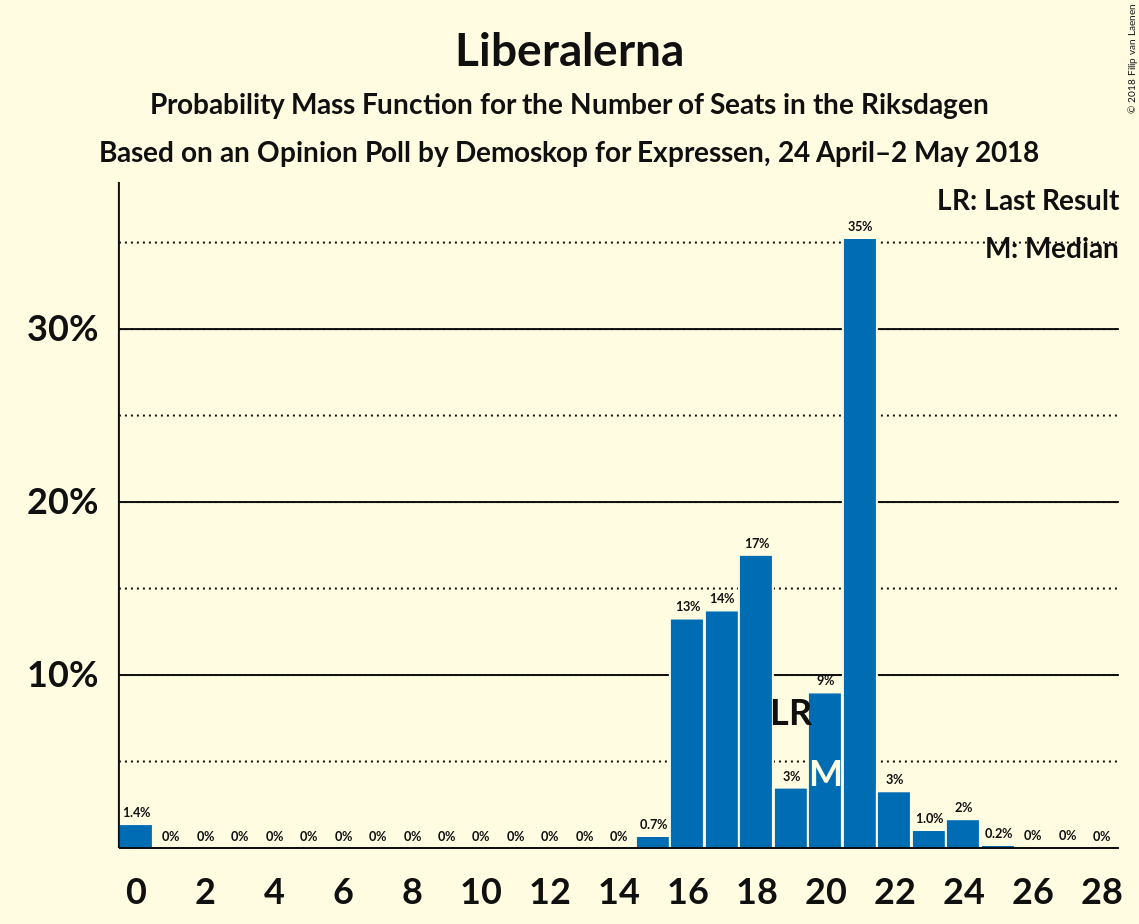 Liberalerna
Probability Mass Function for the Number of Seats in the Riksdagen
Based on an Opinion Poll by Demoskop for Expressen, 24 April–2 May 2018
© 2018 Filip van Laenen
LR: Last Result
M: Median
30%
20%
10%
1.4% 0% 0% 0% 0% 0% 0% 0% 0% 0% 0% 0% 0% 0% 0% 0.7% 13% 14% 17% 3% 9% 35% 3% 1.0% 2% 0.2% 0% 0% 0%
LR
M
0 2 4 6 8 10 12 14 16 18 20 22 24 26 28